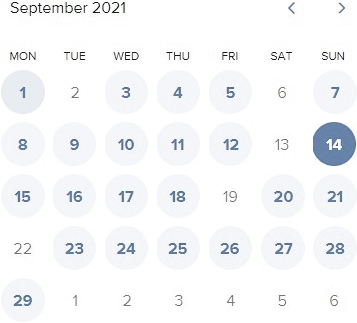 September 2021
MON TUE WED THU FRI SAT SUN
1 2 3 4 5 6 7
8 9 10 11 12 13 14
15 16 17 18 19 20 21
22 23 24 25 26 27 28
29 1 2 3 4 5 6